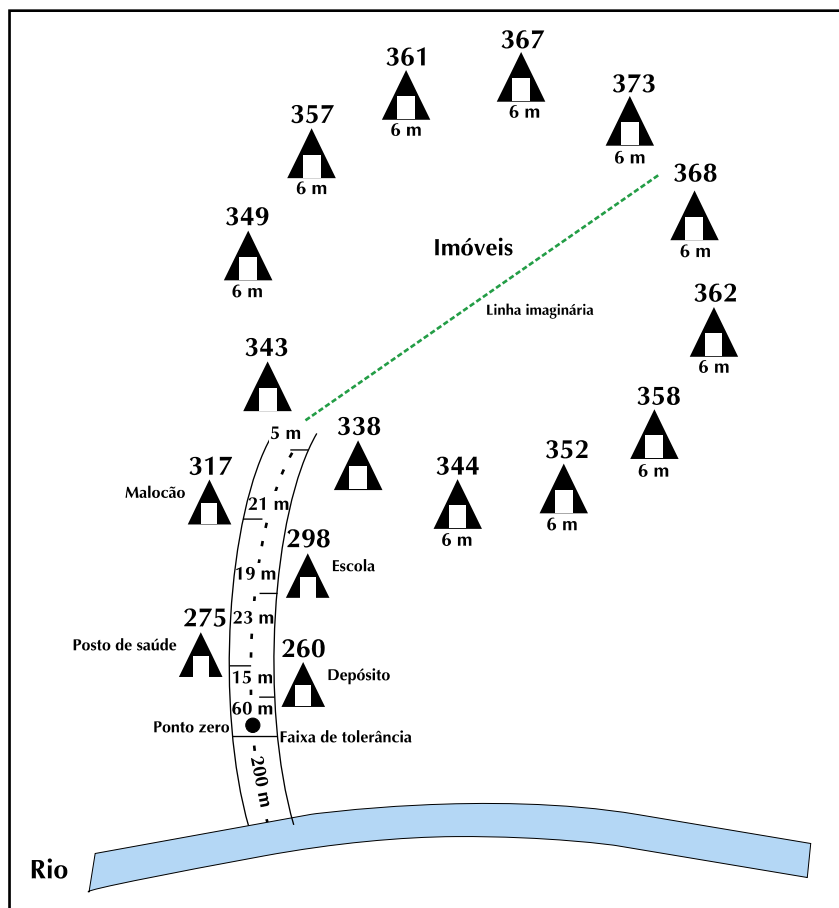 367
361
373
6 m
357
6 m
6 m
368
6 m
349
Imóveis
6 m
6 m
362
Linha imaginária
343
6 m
358
5 m
338
352
317
344
6 m
Malocão
21 m
6 m
6 m
298
Escola
19 m
275
23 m
Posto de saúde
260
Depósito
15 m
60 m
Ponto zero
Faixa de tolerância
200 m
Rio